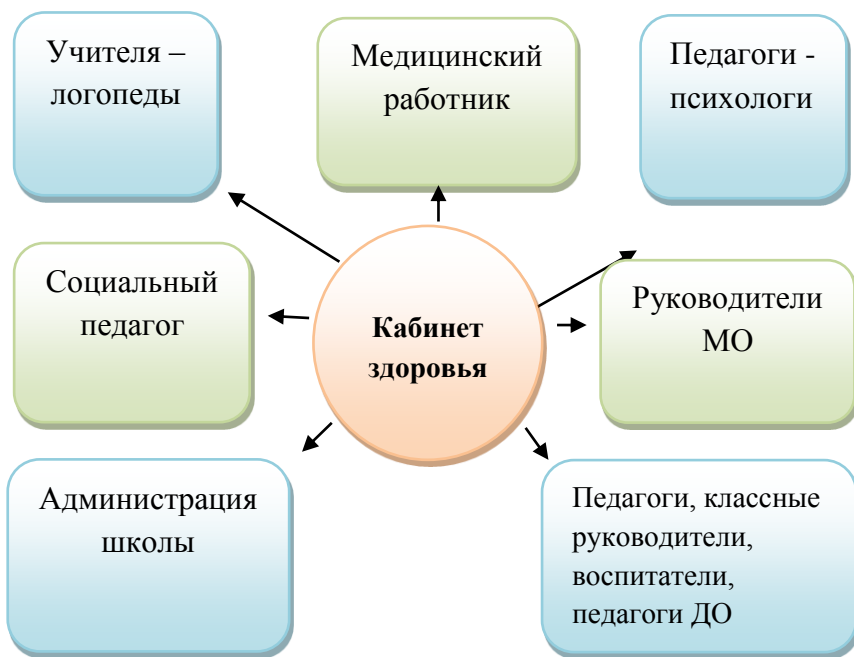 Учителя –
логопеды
Медицинский
работник
Педагоги -
психологи
Социальный
педагог
Кабинет
здоровья
Руководители
МО
Администрация
школы
Педагоги, классные
руководители,
воспитатели,
педагоги ДО